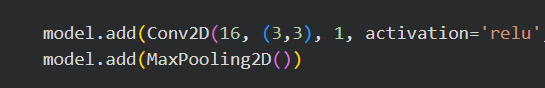 model.add(Conv2D(16, (3,3), 1, activation='relu',
model.add(MaxPooling2D())